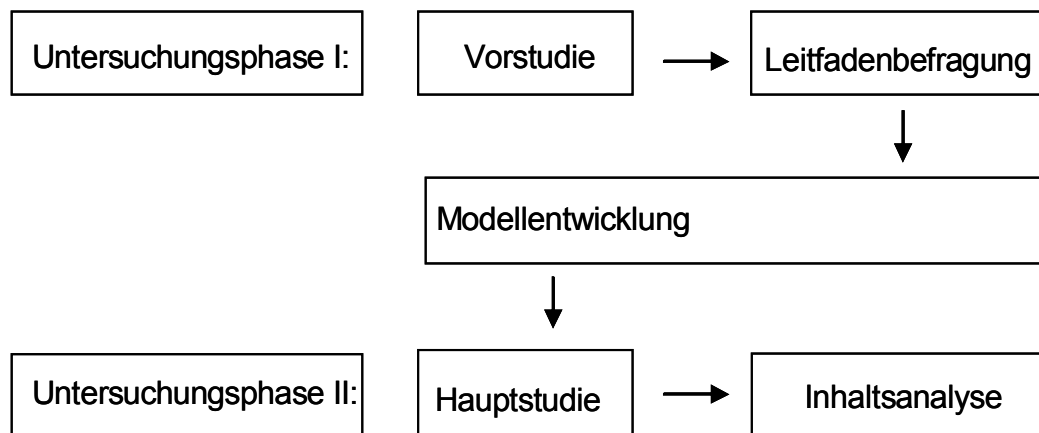 Untersuchungsphase I:
Vorstudie
Leitfadenbefragung
Modellentwicklung
Untersuchungsphase II:
Hauptstudie
Inhaltsanalyse